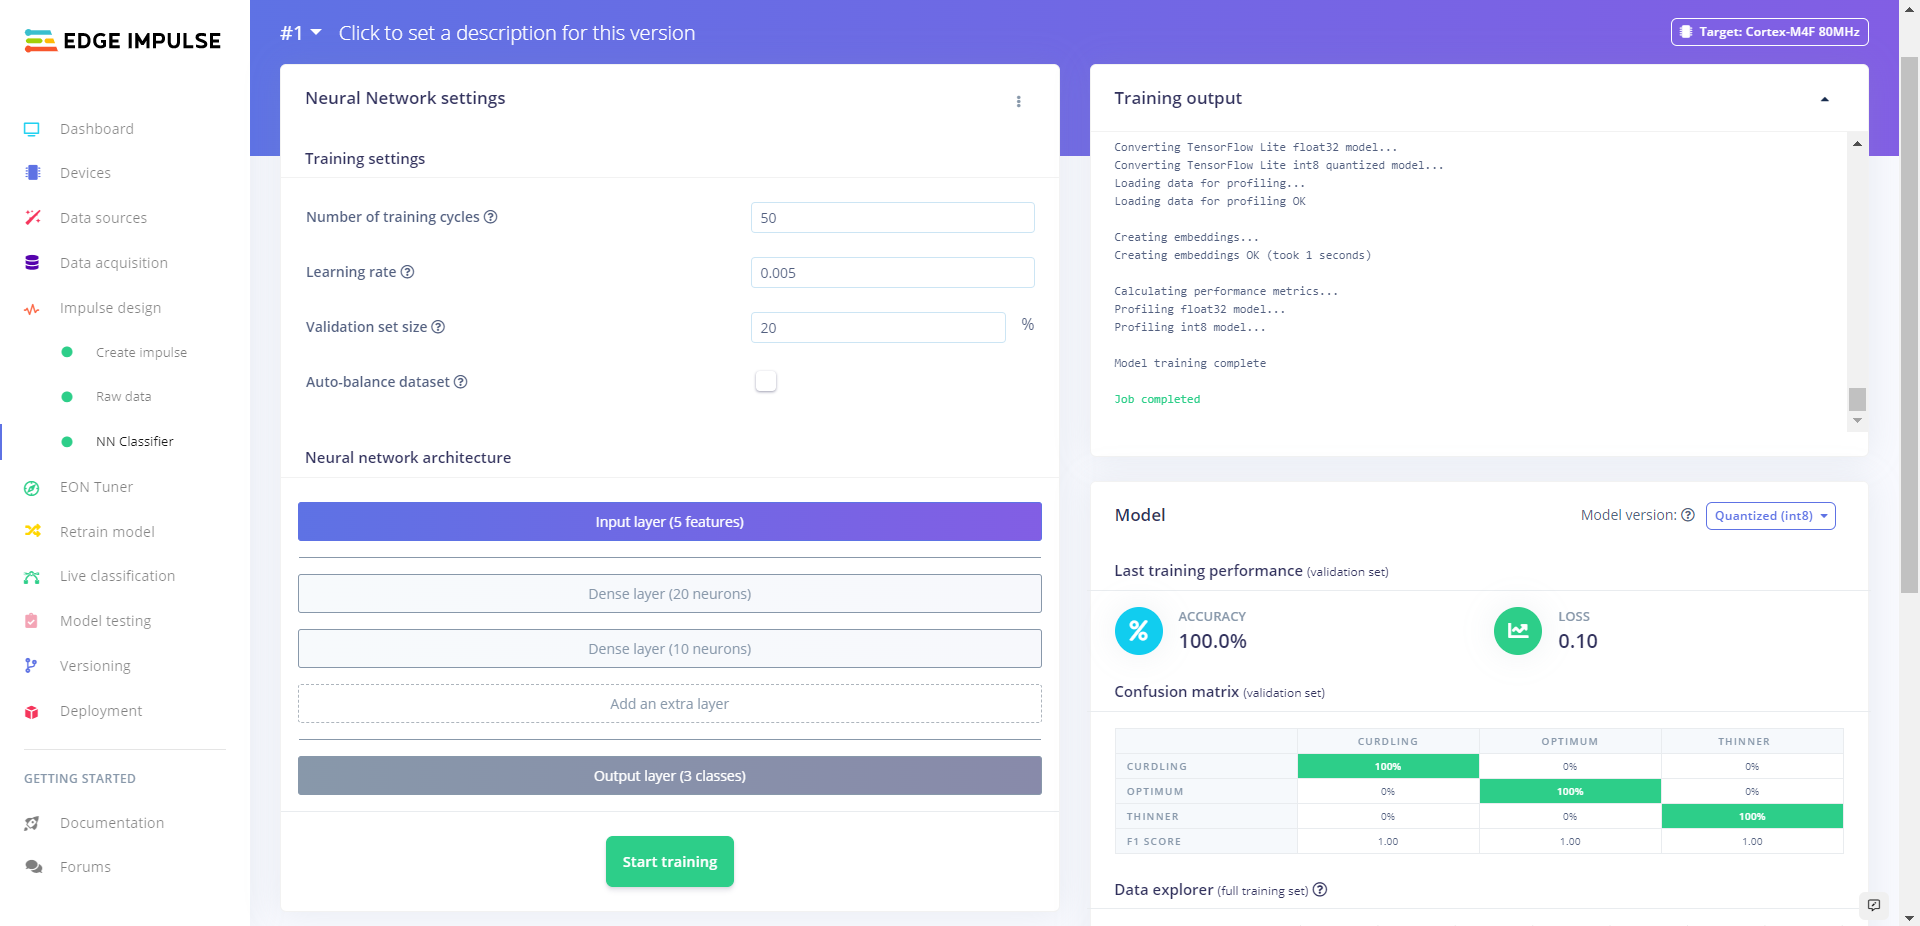 EDGE IMPULSE
Dashboard
Devices
Data sources
Data acquisition
Impulse design
Create impulse
Raw data
NN Classifier
EON Tuner
Retrain model
Live classification
Model testing
Versioning
Deployment
GETTING STARTED
Documentation
Forums
#1 Click to set a description for this version
Target: Cortex-M4F 80MHz
Neural Network settings
Training settings
Number of training cycles ?
50
Learning rate ?
0.005
Validation set size ?
20 %
Auto-balance dataset ?
Neural network architecture
Input layer (5 features)
Dense layer (20 neurons)
Dense layer (10 neurons)
Add an extra layer
Output layer (3 classes)
Start training
Training output
Converting TensorFlow Lite float32 model...
Converting TensorFlow Lite int8 quantized model...
Loading data for profiling...
Loading data for profiling OK
Creating embeddings...
Creating embeddings OK (took 1 seconds)
Calculating performance metrics...
Profiling float32 model...
Profiling int8 model...
Model training complete
Job completed
Model
Model version: ? Quantized (int8)
Last training performance (validation set)
% ACCURACY
100.0%
LOSS
0.10
Confusion matrix (validation set)
CURDLING OPTIMUM THINNER
CURDLING 100% 0% 0%
OPTIMUM 0% 100% 0%
THINNER 0% 0% 100%
F1 SCORE 1.00 1.00 1.00
Data explorer (full training set) ?